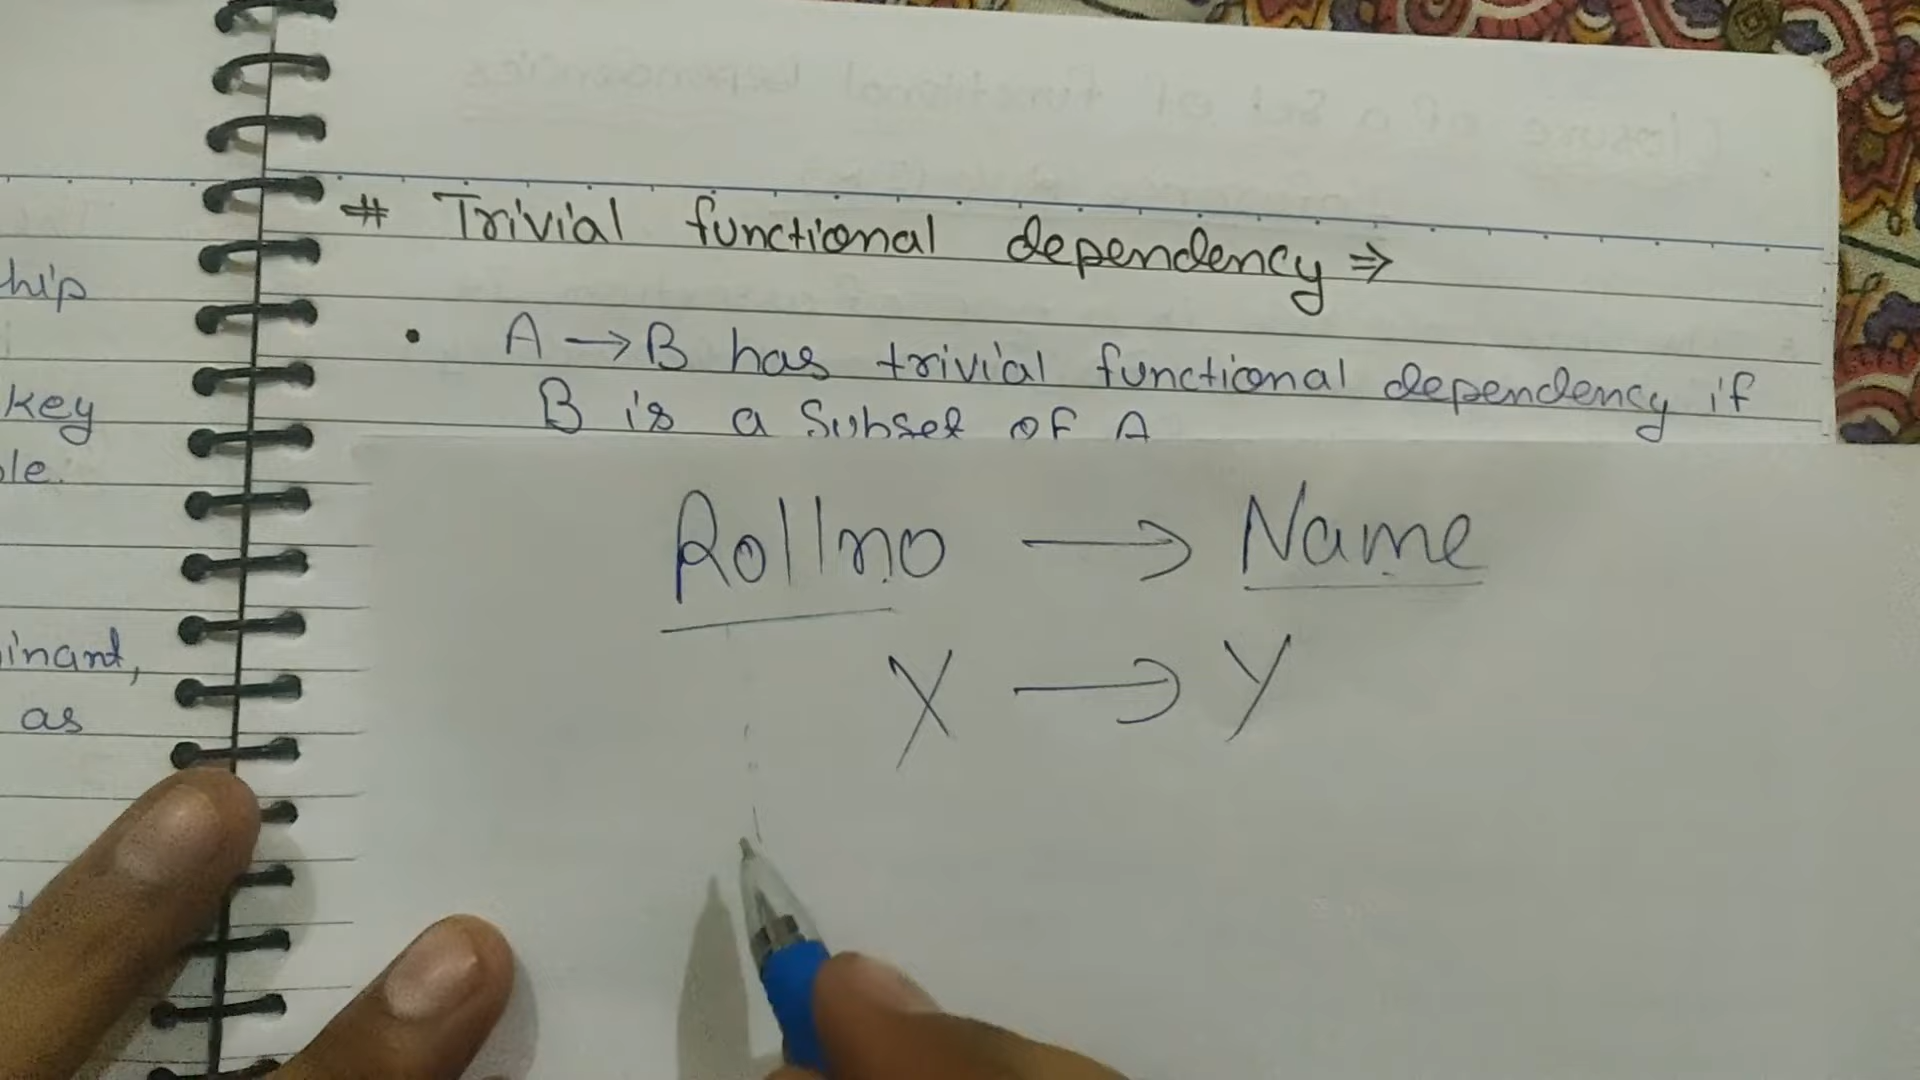 hip
key
le.
inant,
as
# Trivial functional dependency ⇒
• A → B has trivial functional dependency if
B is a Subset of A
Rollno → Name
X → Y